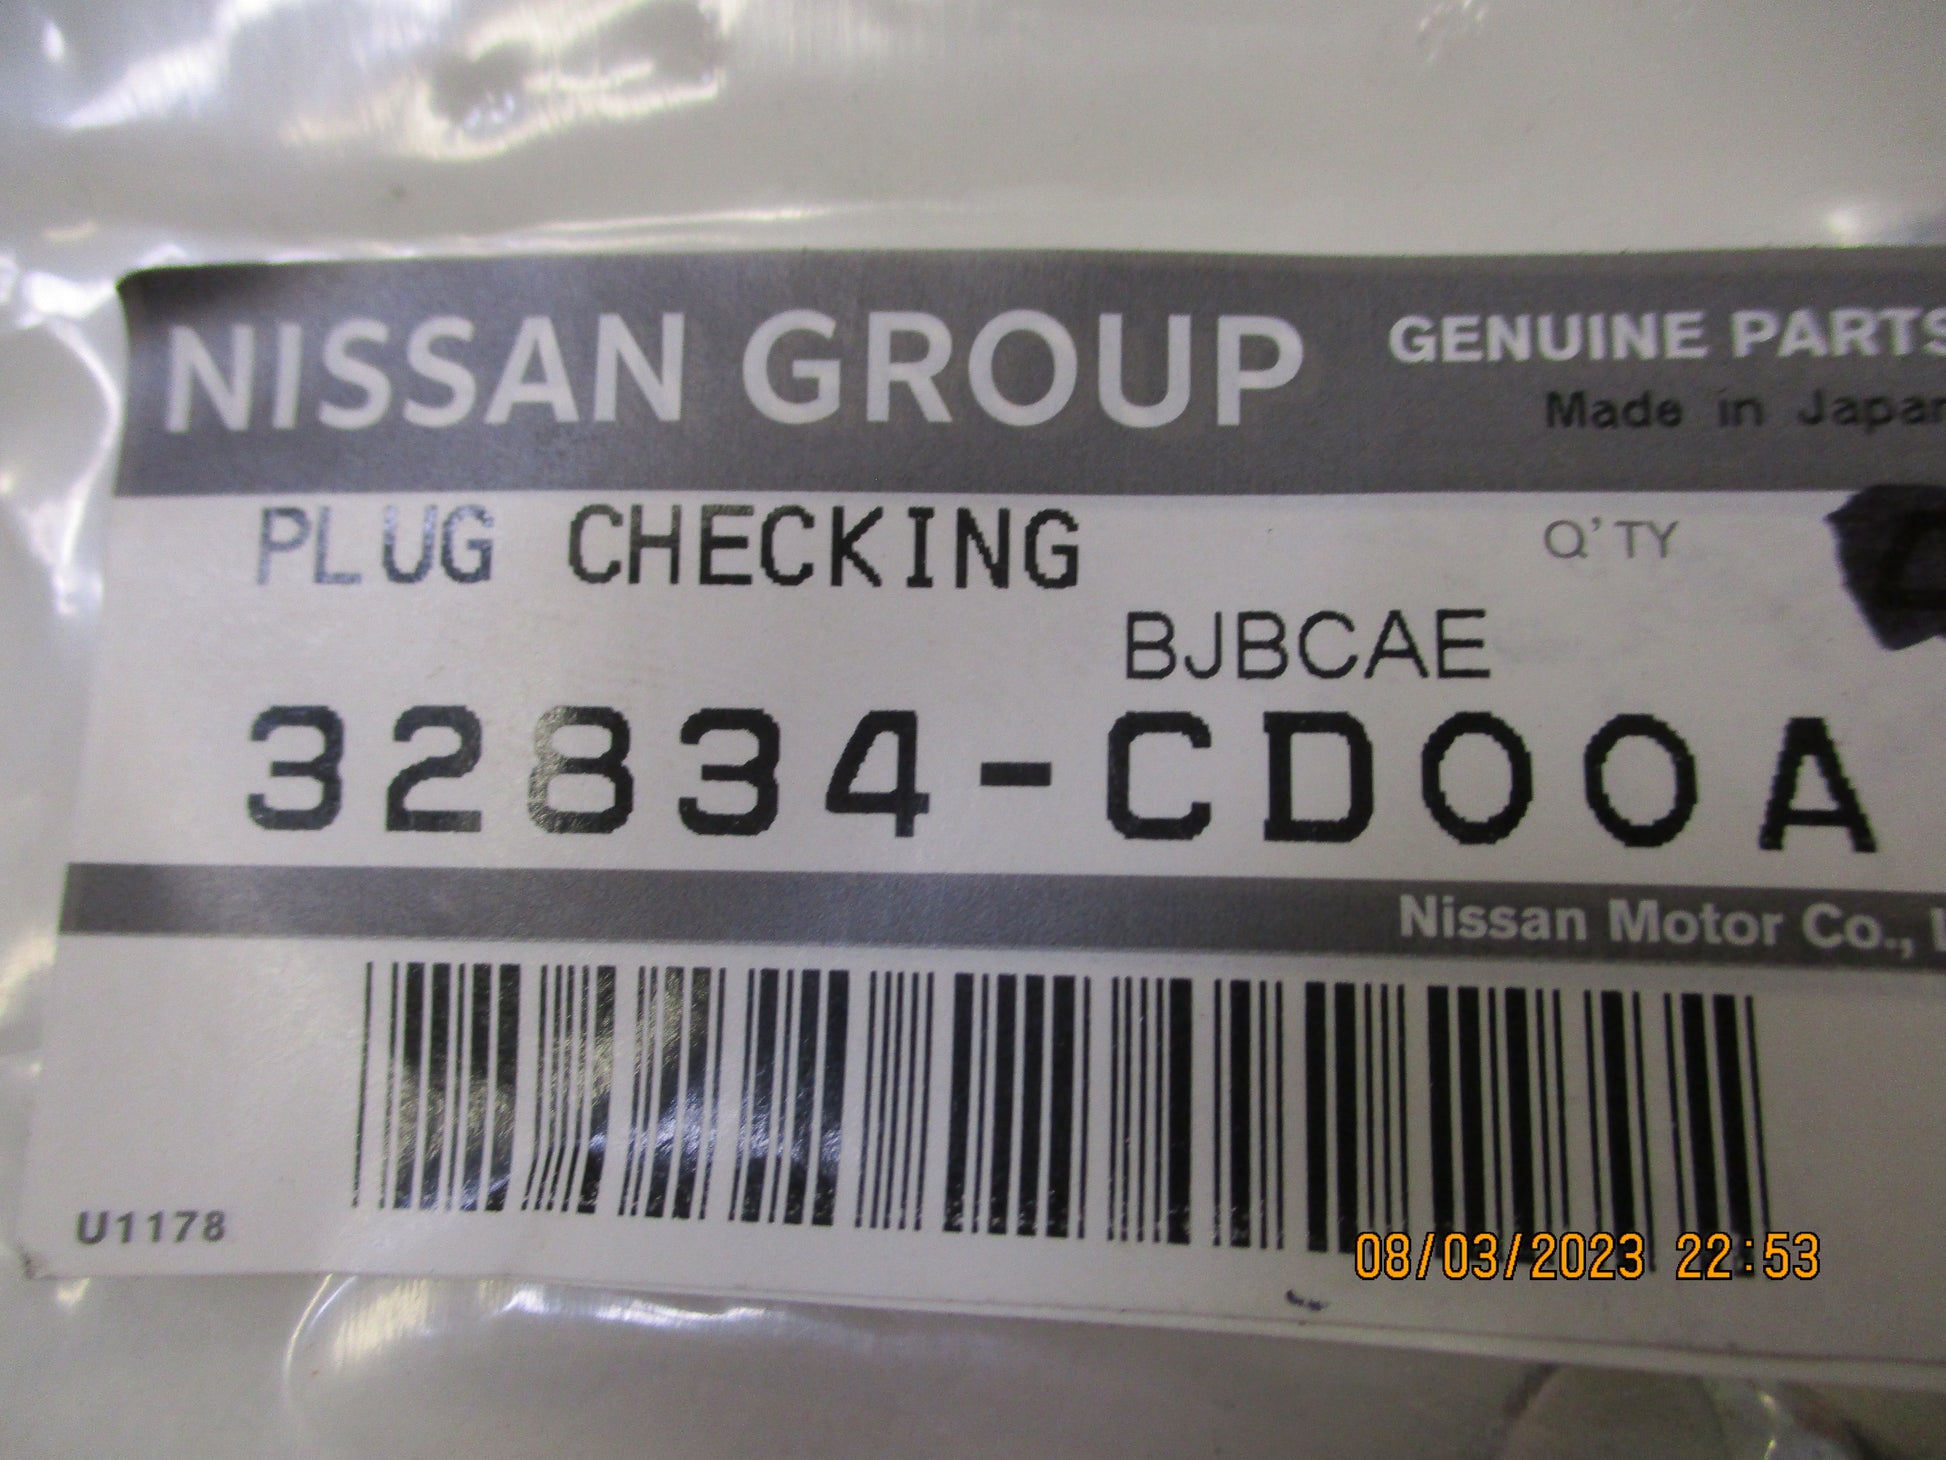 NISSAN GROUP GENUINE PARTS
Made in Japan
PLUG CHECKING Q'TY
BJBCAE
32834-CD00A
Nissan Motor Co.,
U1178
08/03/2023 22:53